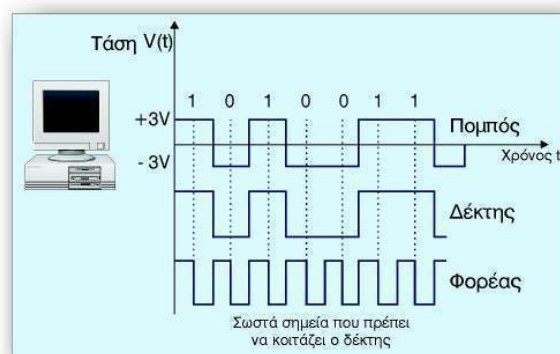 Τάση V(t)
1 0 1 0 0 1 1
+3V
Πομπός
- 3V
Χρόνος t
Δέκτης
Φορέας
Σωστά σημεία που πρέπει
να κοιτάζει ο δέκτης